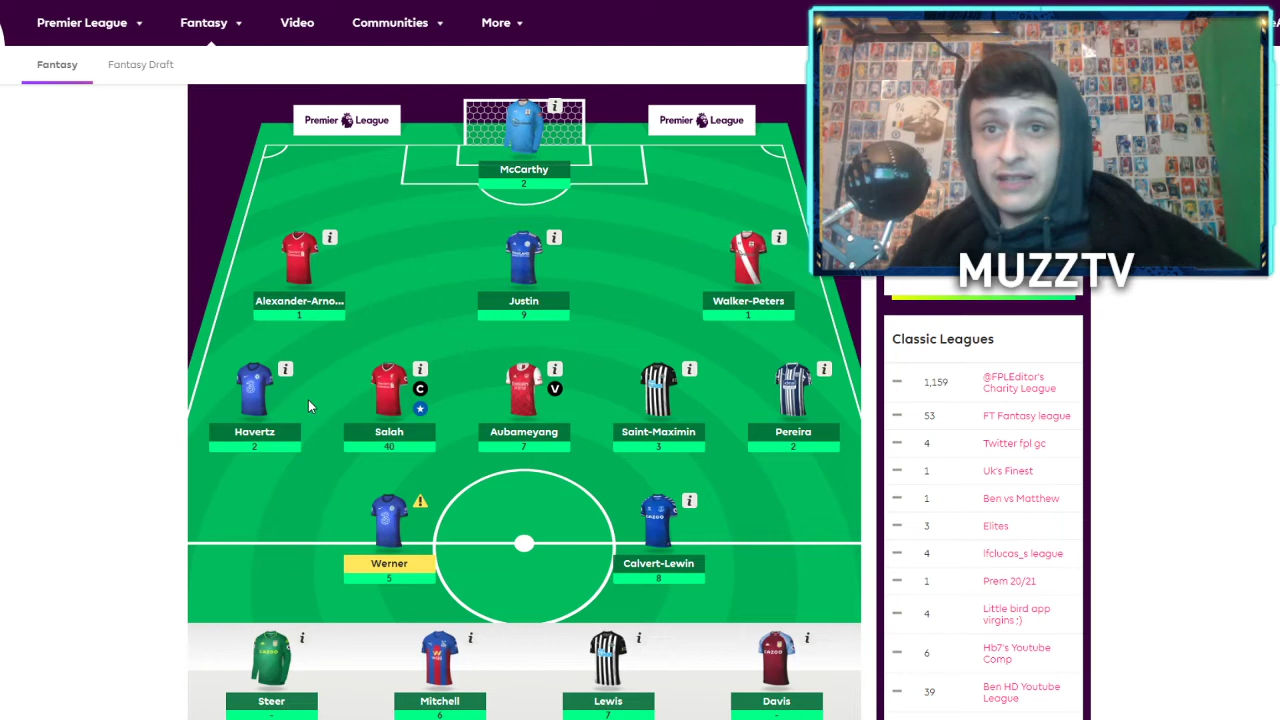 Premier League
Fantasy
Video
Communities
More
Fantasy
Fantasy Draft
Premier League
Premier League
94
McCarthy
2
Alexander-Arno...
1
Justin
9
Walker-Peters
1
C
V
Havertz
2
Salah
40
Aubameyang
7
Saint-Maximin
3
Pereira
2
Werner
5
Calvert-Lewin
8
Steer
-
Mitchell
6
Lewis
7
Davis
-
MUZZTV
Classic Leagues
1,159
@FPLEditor's
Charity League
53
FT Fantasy league
4
Twitter fpl gc
1
Uk's Finest
1
Ben vs Matthew
3
Elites
4
lfclucas_s league
1
Prem 20/21
4
Little bird app
virgins ;)
6
Hb7's Youtube
Comp
39
Ben HD Youtube
League